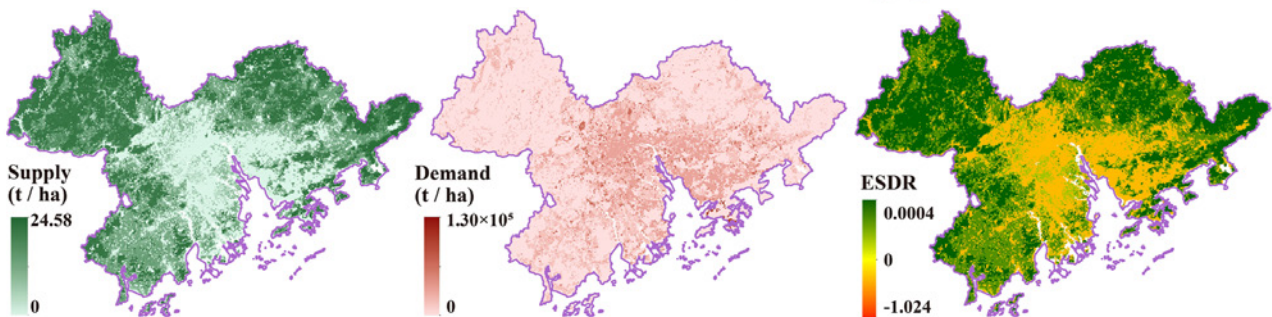 Supply
(t / ha)
24.58
0
Demand
(t / ha)
1.30×10⁵
0
ESDR
0.0004
0
-1.024